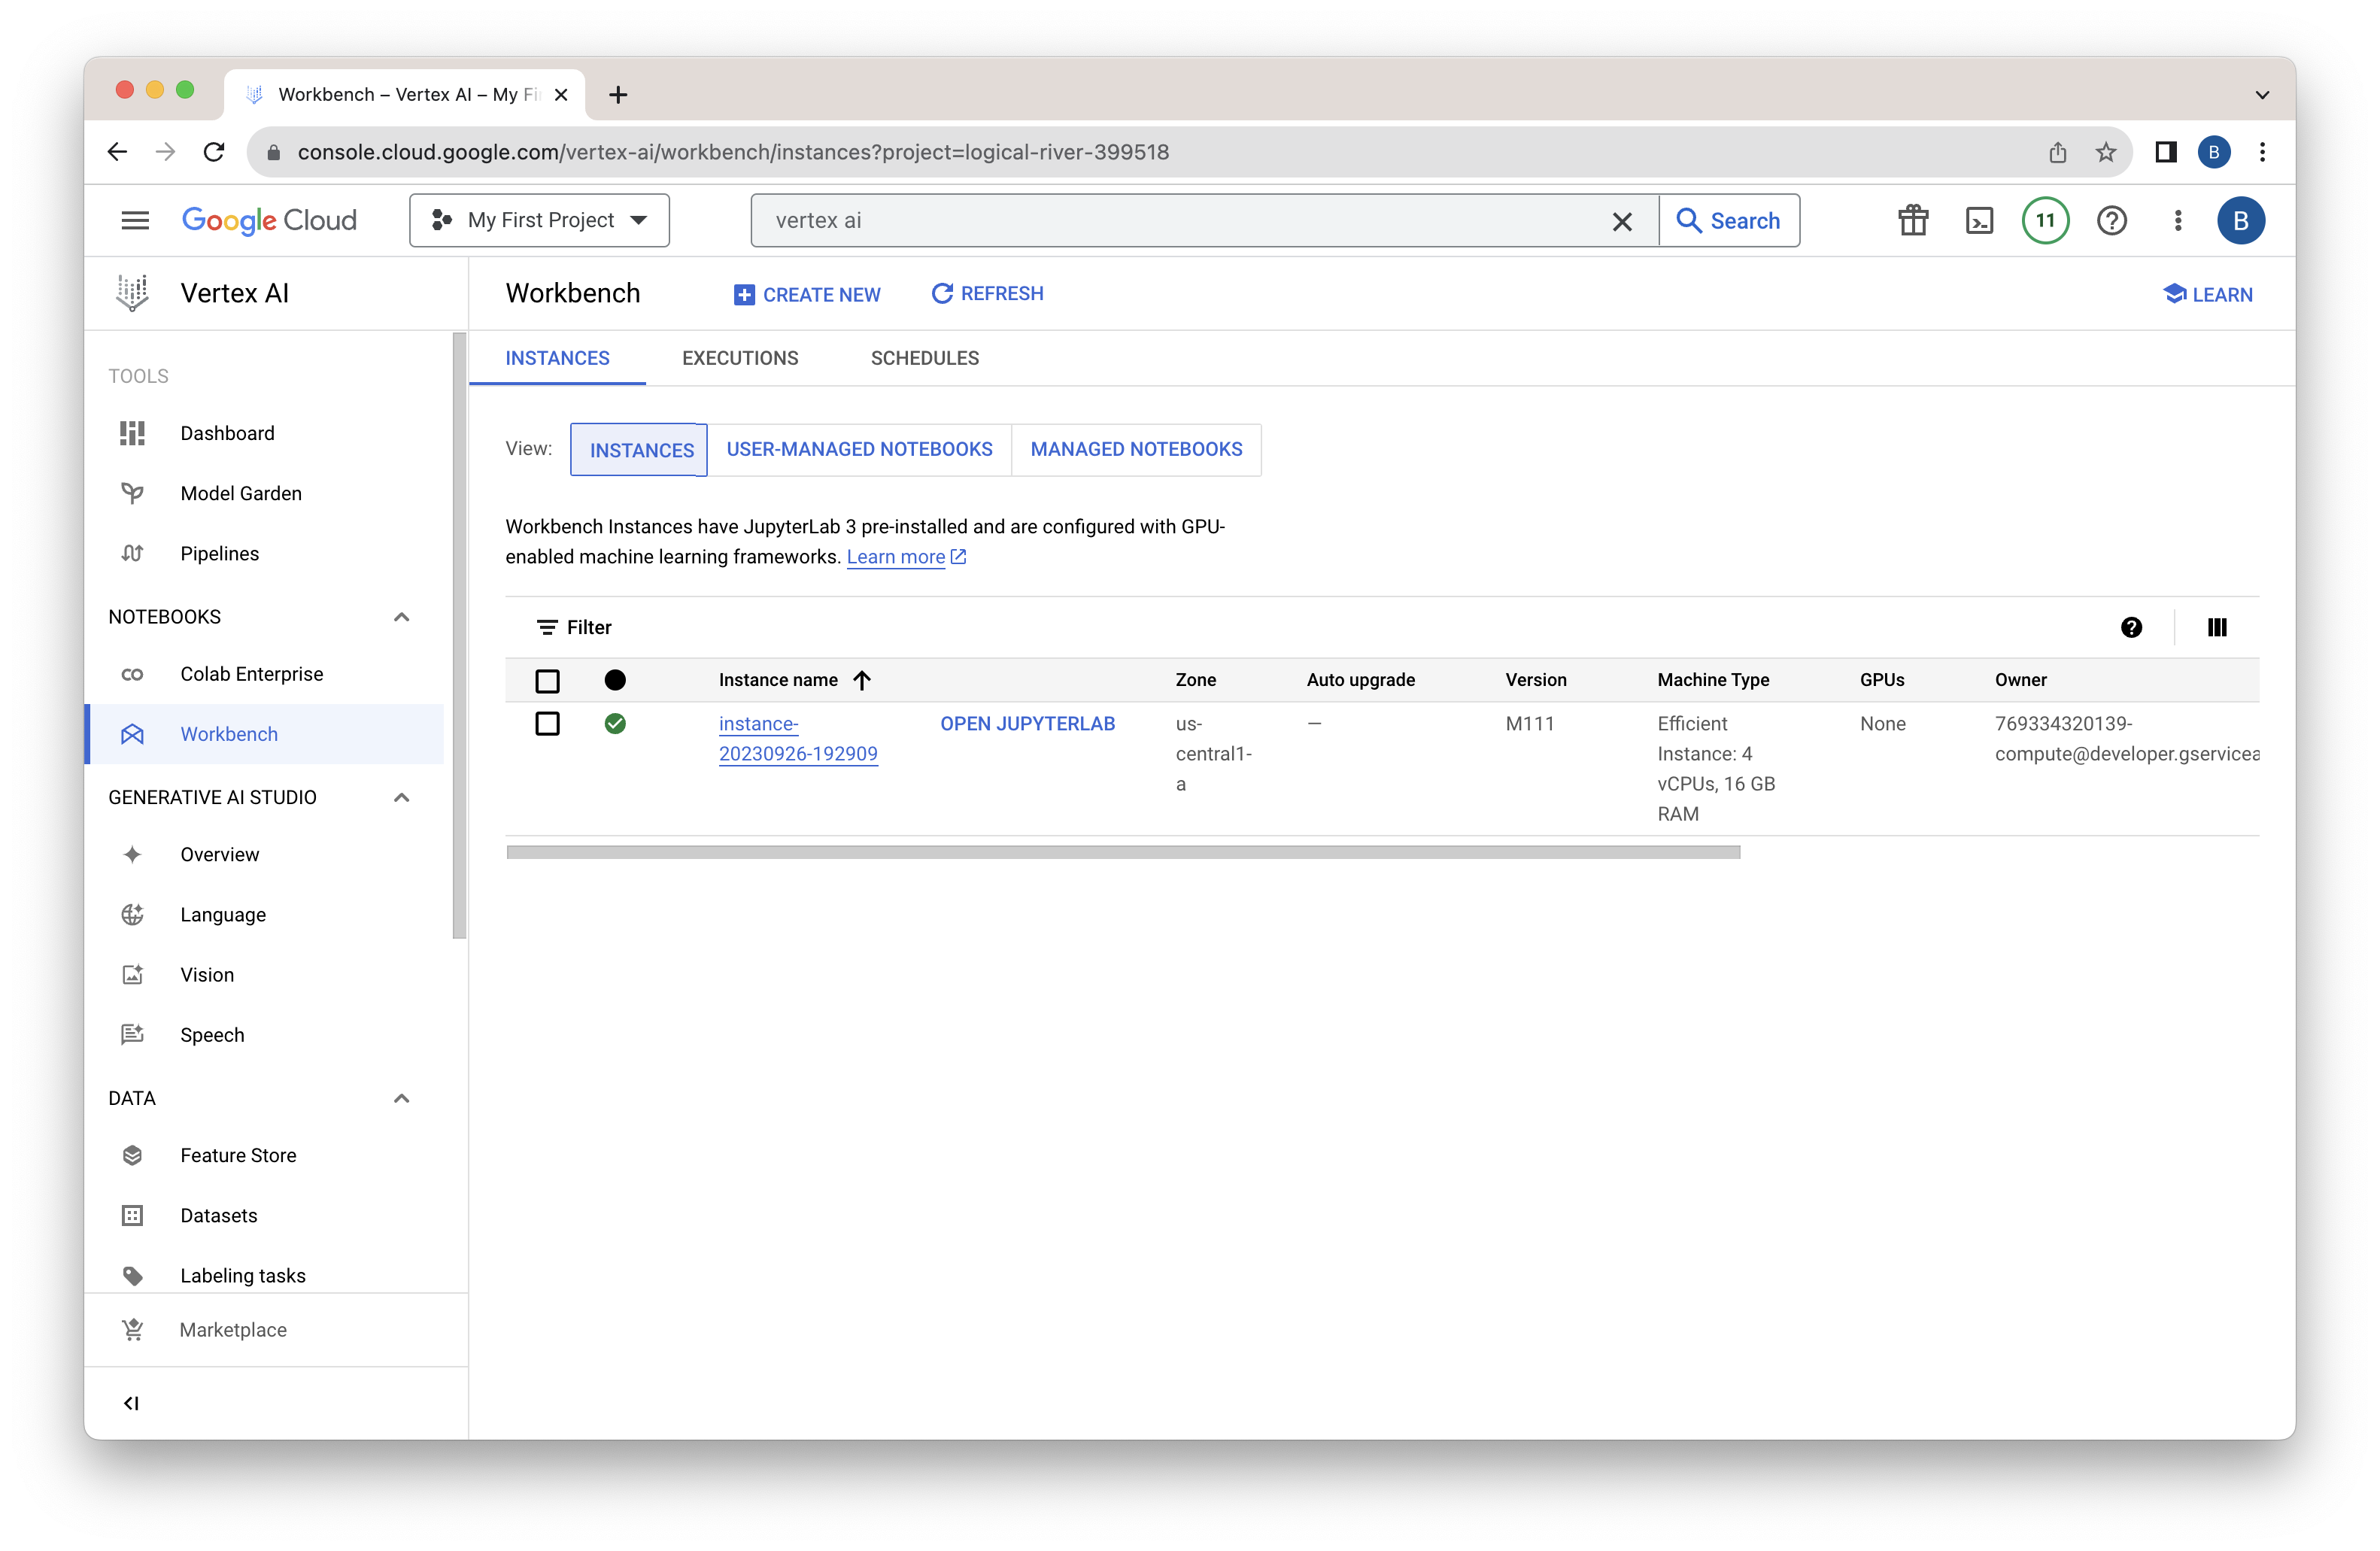 Workbench – Vertex AI – My Fi
console.cloud.google.com/vertex-ai/workbench/instances?project=logical-river-399518
B
Google Cloud
My First Project
vertex ai
Search
11
B
Vertex AI
Workbench
CREATE NEW
REFRESH
LEARN
TOOLS
Dashboard
Model Garden
Pipelines
NOTEBOOKS
Colab Enterprise
Workbench
GENERATIVE AI STUDIO
Overview
Language
Vision
Speech
DATA
Feature Store
Datasets
Labeling tasks
Marketplace
INSTANCES
EXECUTIONS
SCHEDULES
View:
INSTANCES
USER-MANAGED NOTEBOOKS
MANAGED NOTEBOOKS
Workbench Instances have JupyterLab 3 pre-installed and are configured with GPU-
enabled machine learning frameworks. Learn more
Filter
Instance name
Zone
Auto upgrade
Version
Machine Type
GPUs
Owner
instance-
20230926-192909
OPEN JUPYTERLAB
us-
central1-
a
—
M111
Efficient
Instance: 4
vCPUs, 16 GB
RAM
None
769334320139-
compute@developer.gservicea